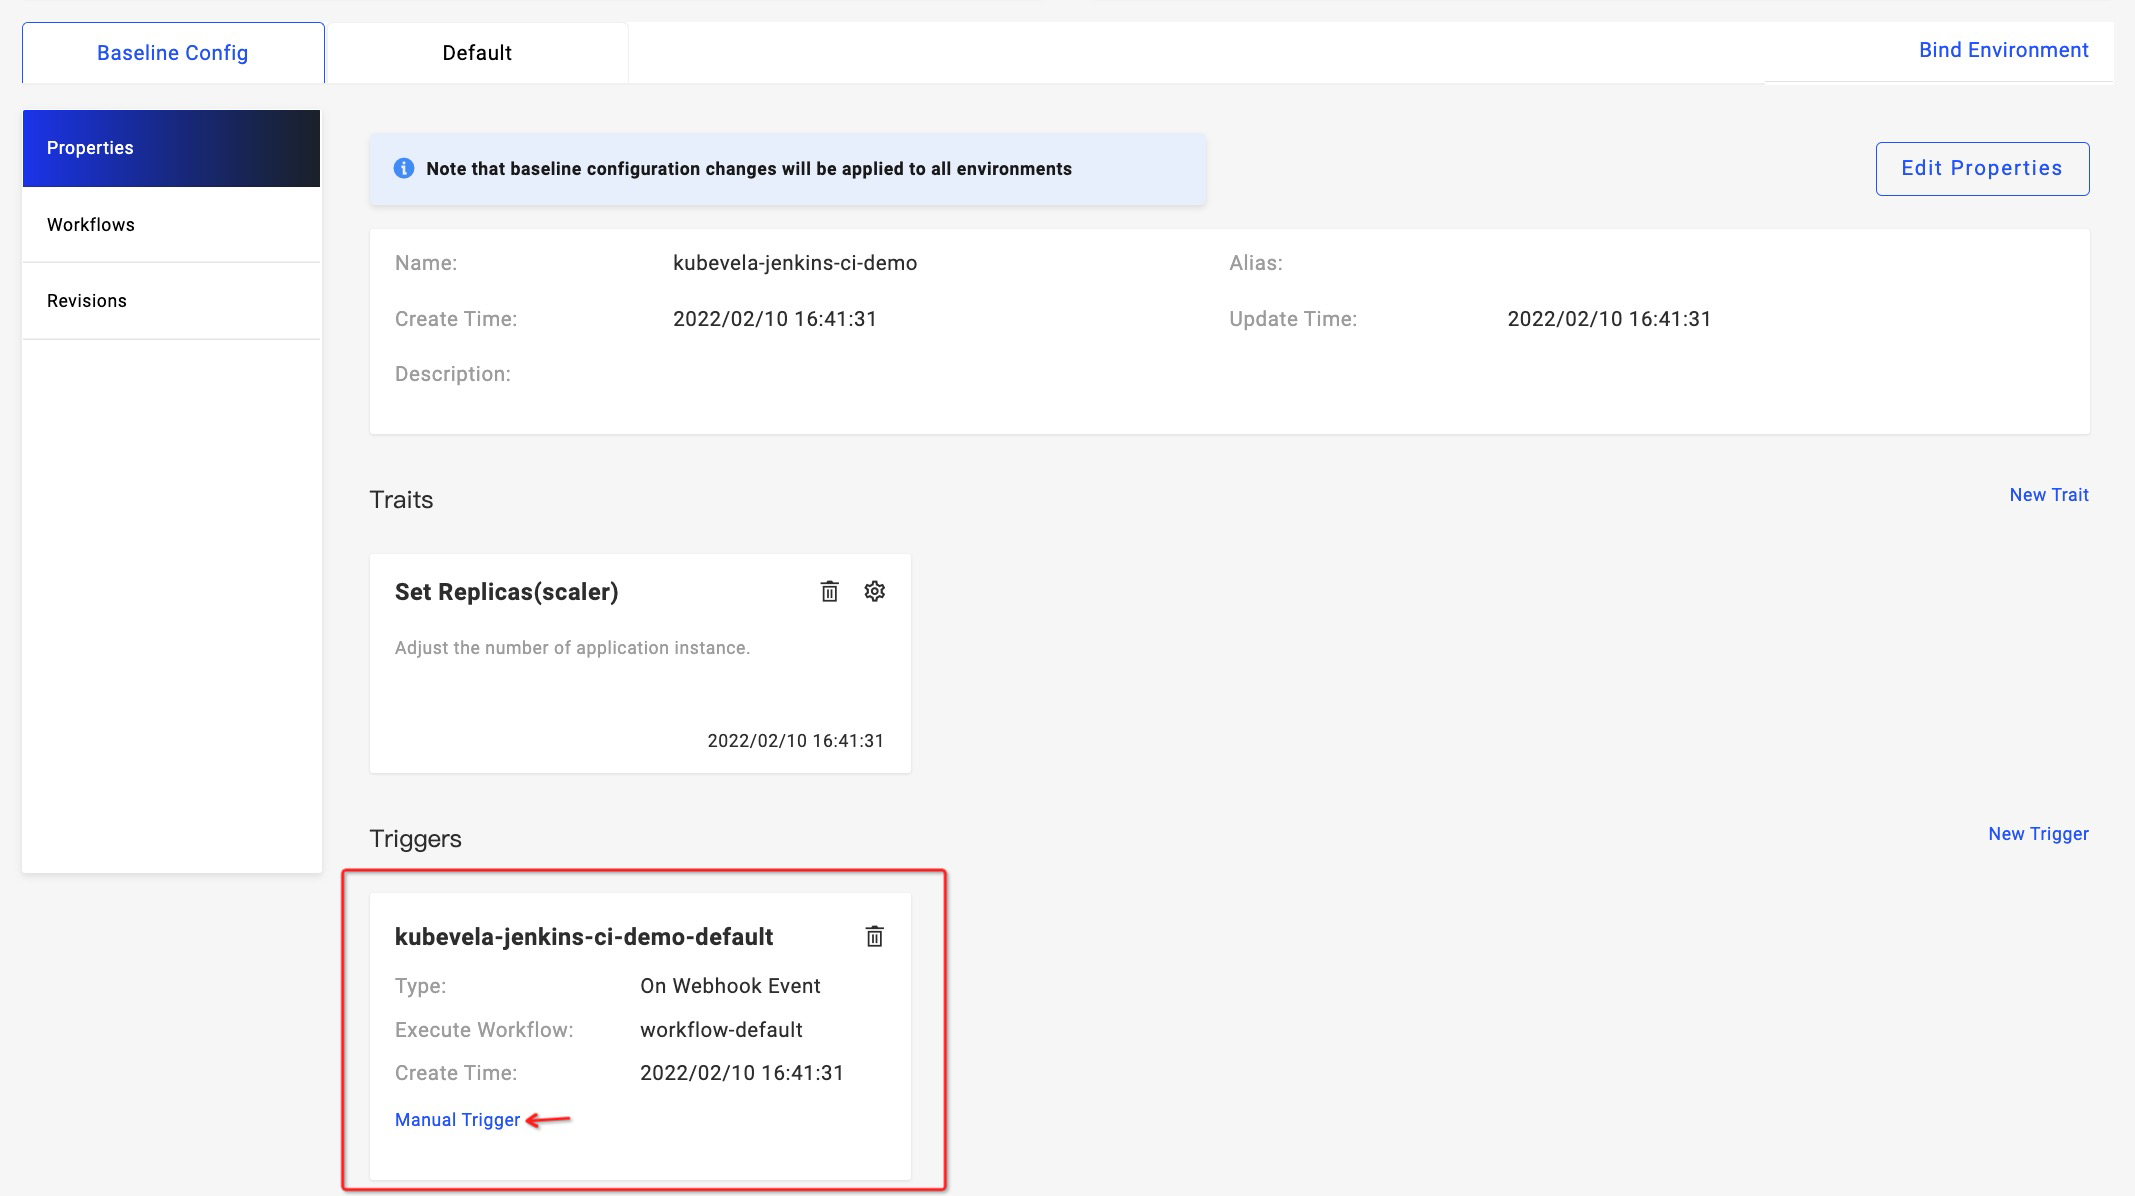 Baseline Config Default Bind Environment
Properties
Workflows
Revisions
Note that baseline configuration changes will be applied to all environments
Edit Properties
Name: kubevela-jenkins-ci-demo Alias:
Create Time: 2022/02/10 16:41:31 Update Time: 2022/02/10 16:41:31
Description:
Traits New Trait
Set Replicas(scaler)
Adjust the number of application instance.
2022/02/10 16:41:31
Triggers New Trigger
kubevela-jenkins-ci-demo-default
Type: On Webhook Event
Execute Workflow: workflow-default
Create Time: 2022/02/10 16:41:31
Manual Trigger